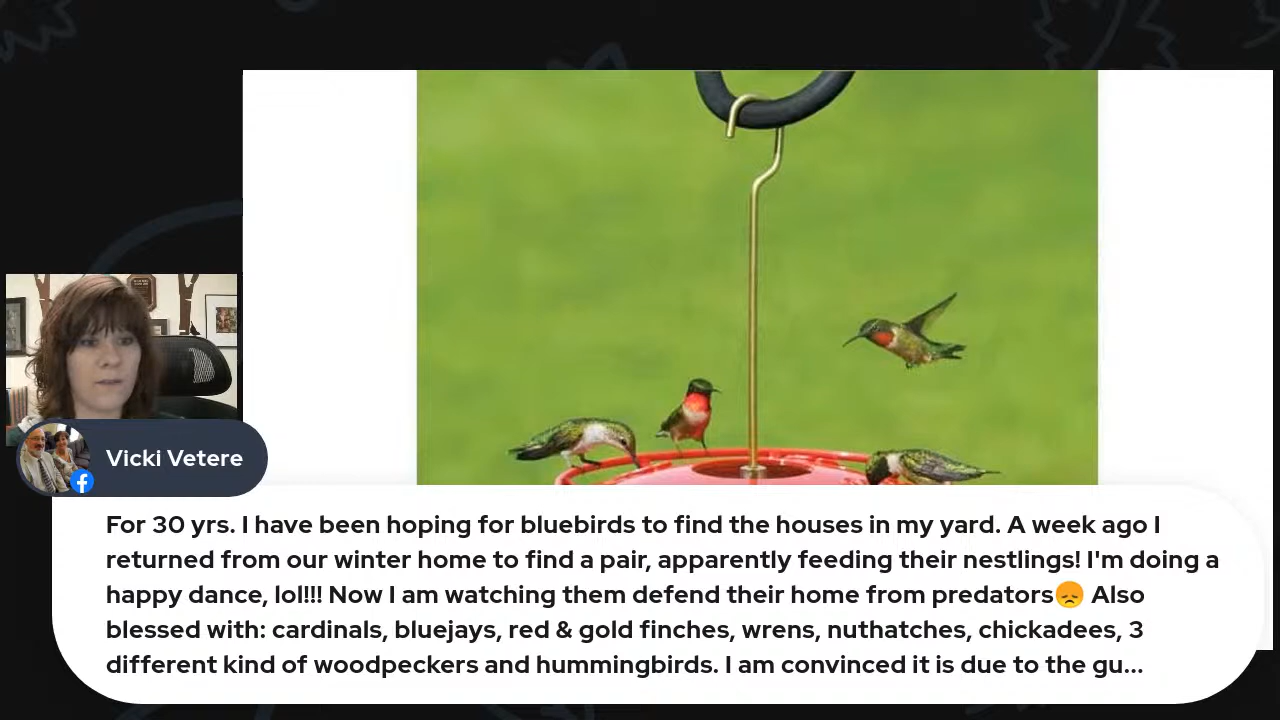 Vicki Vetere
For 30 yrs. I have been hoping for bluebirds to find the houses in my yard. A week ago I
returned from our winter home to find a pair, apparently feeding their nestlings! I'm doing a
happy dance, lol!!! Now I am watching them defend their home from predators😞 Also
blessed with: cardinals, bluejays, red & gold finches, wrens, nuthatches, chickadees, 3
different kind of woodpeckers and hummingbirds. I am convinced it is due to the gu...